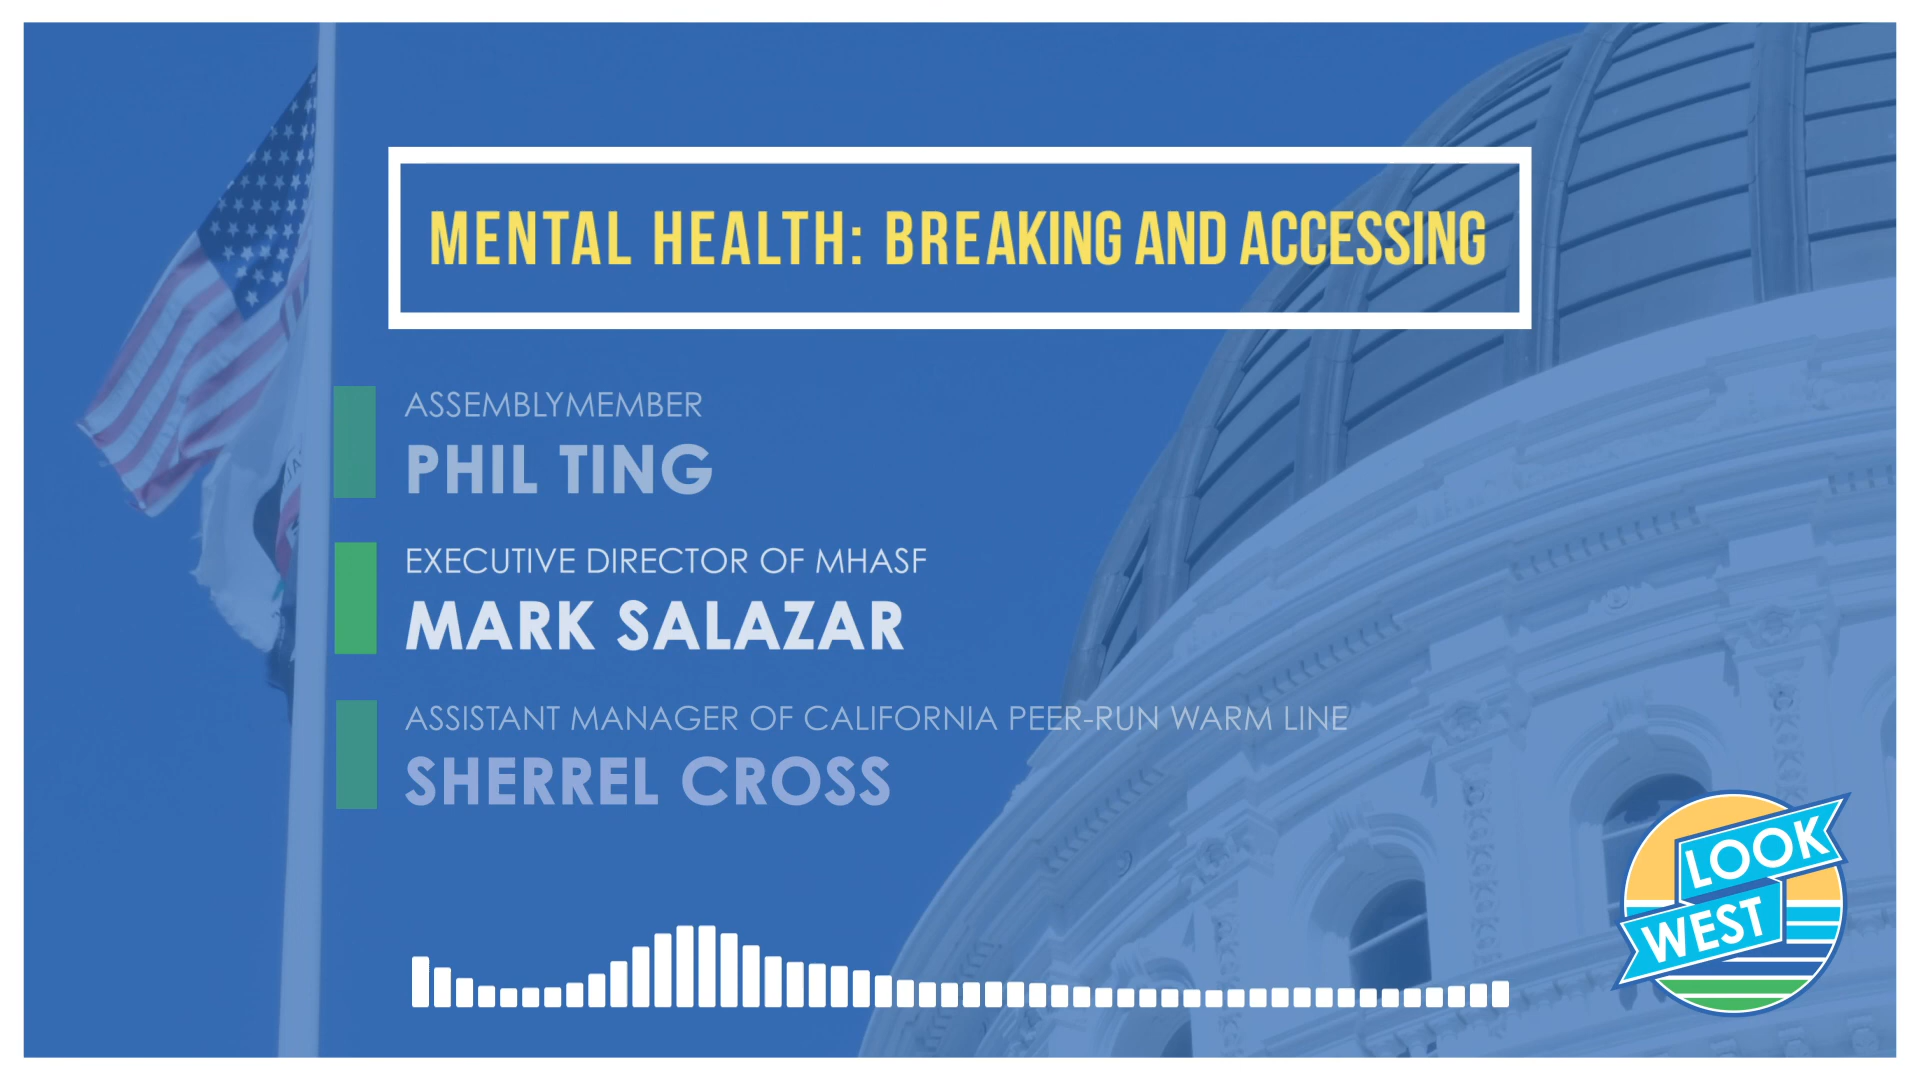 MENTAL HEALTH: BREAKING AND ACCESSING
ASSEMBLYMEMBER
PHIL TING
EXECUTIVE DIRECTOR OF MHASF
MARK SALAZAR
ASSISTANT MANAGER OF CALIFORNIA PEER-RUN WARM LINE
SHERREL CROSS
LOOK
WEST